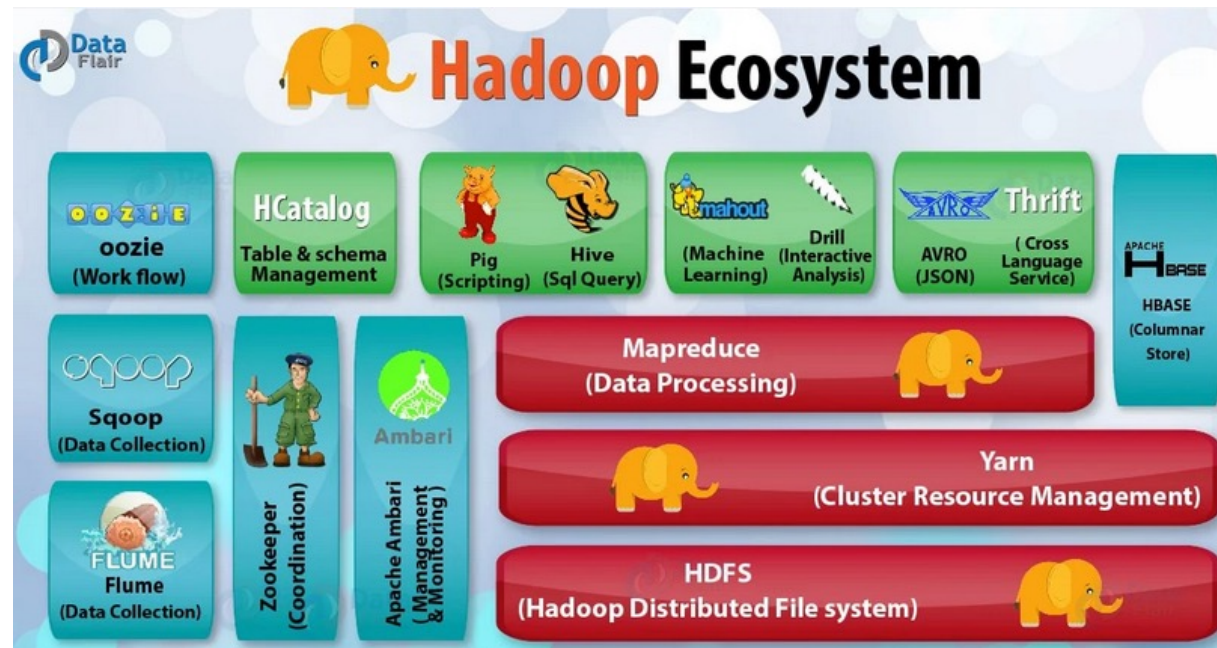 Data
Flair
Hadoop Ecosystem
OOZiE
oozie
(Work flow)
HCatalog
Table & schema
Management
Pig
(Scripting)
Hive
(Sql Query)
mahout
(Machine
Learning)
Drill
(Interactive
Analysis)
AVRO
AVRO
(JSON)
Thrift
( Cross
Language
Service)
APACHE
HBASE
HBASE
(Columnar
Store)
sqoop
Sqoop
(Data Collection)
FLUME
Flume
(Data Collection)
Zookeeper
(Coordination)
Ambari
Apache Ambari
( Management
& Monitoring )
Mapreduce
(Data Processing)
Yarn
(Cluster Resource Management)
HDFS
(Hadoop Distributed File system)